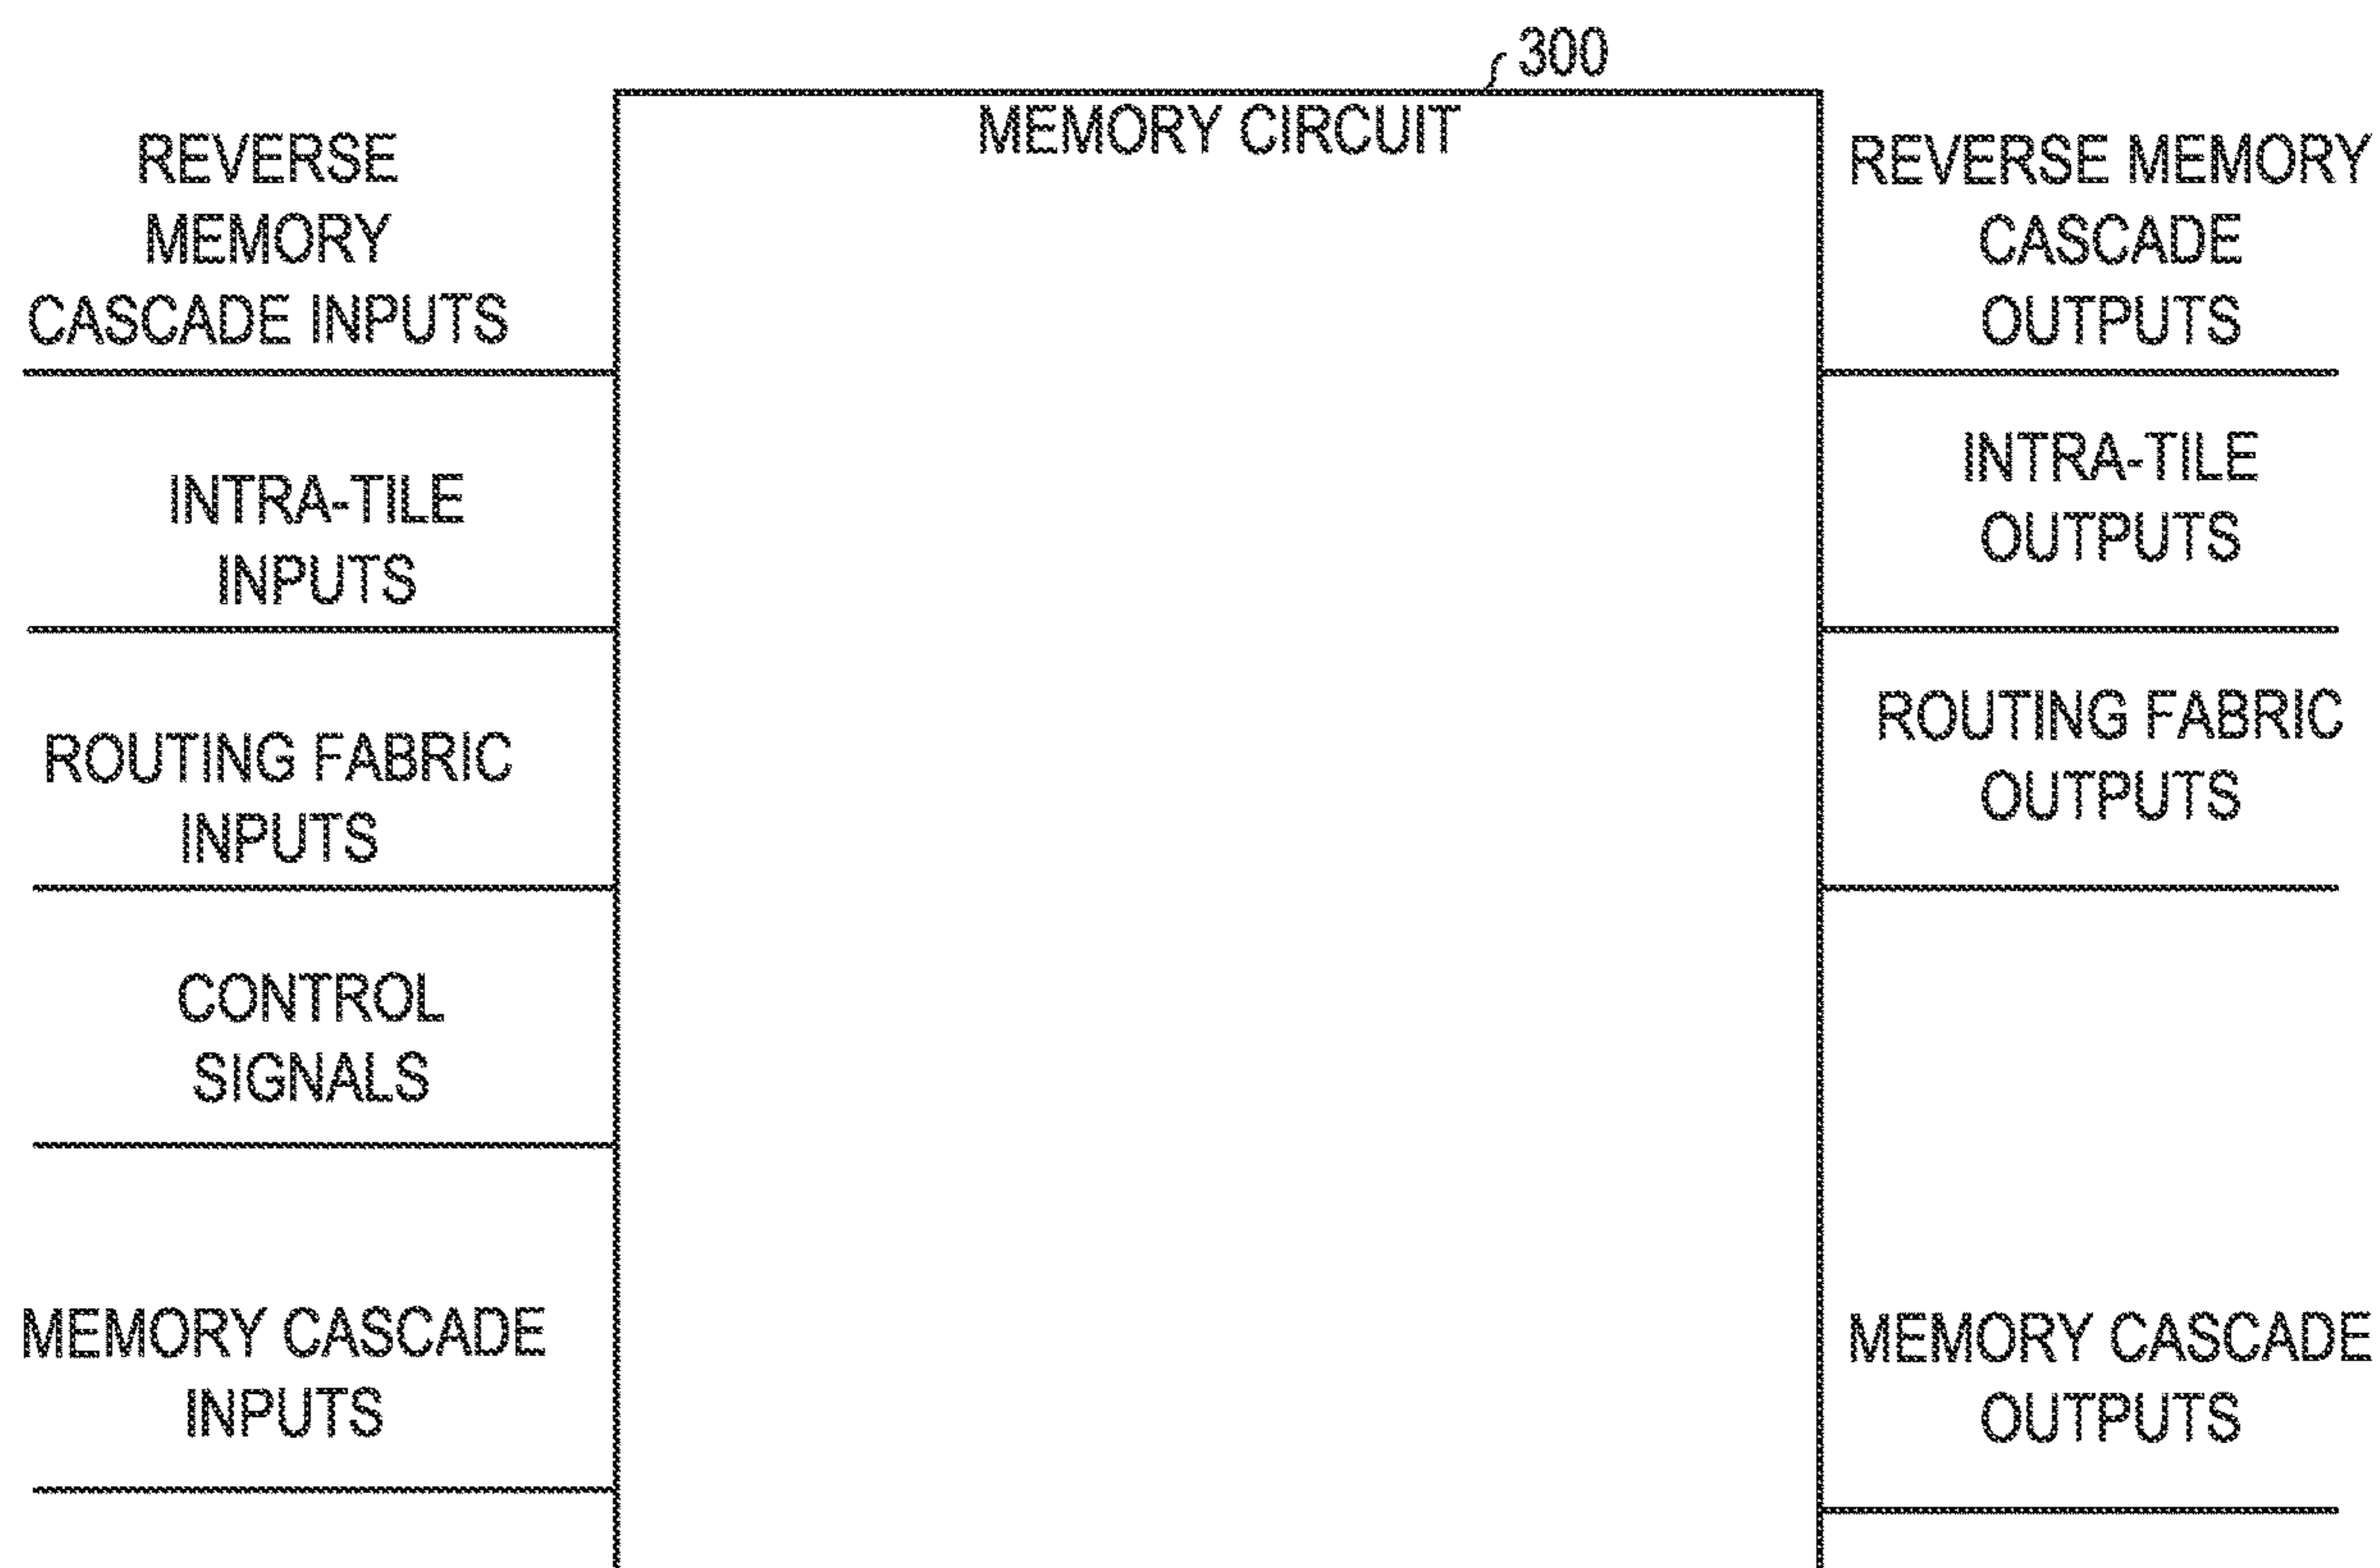 300
MEMORY CIRCUIT
REVERSE
MEMORY
CASCADE INPUTS
INTRA-TILE
INPUTS
ROUTING FABRIC
INPUTS
CONTROL
SIGNALS
MEMORY CASCADE
INPUTS
REVERSE MEMORY
CASCADE
OUTPUTS
INTRA-TILE
OUTPUTS
ROUTING FABRIC
OUTPUTS
MEMORY CASCADE
OUTPUTS